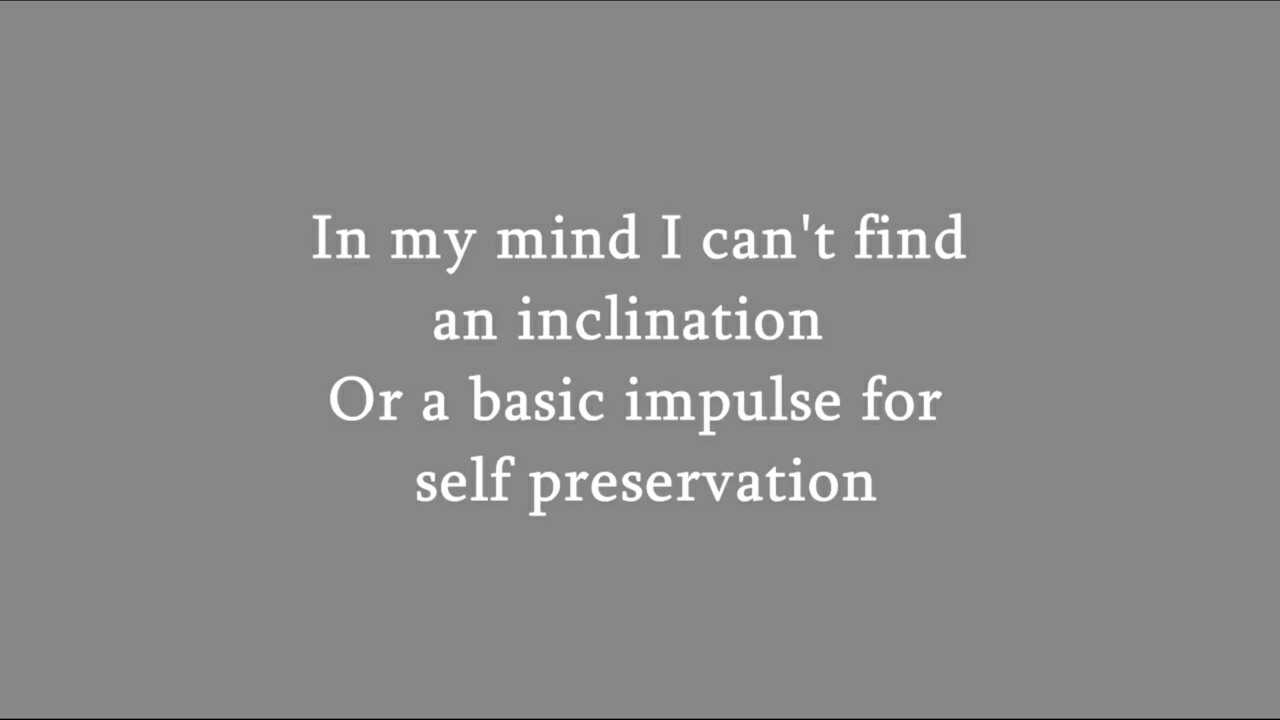 In my mind I can't find
an inclination
Or a basic impulse for
self preservation